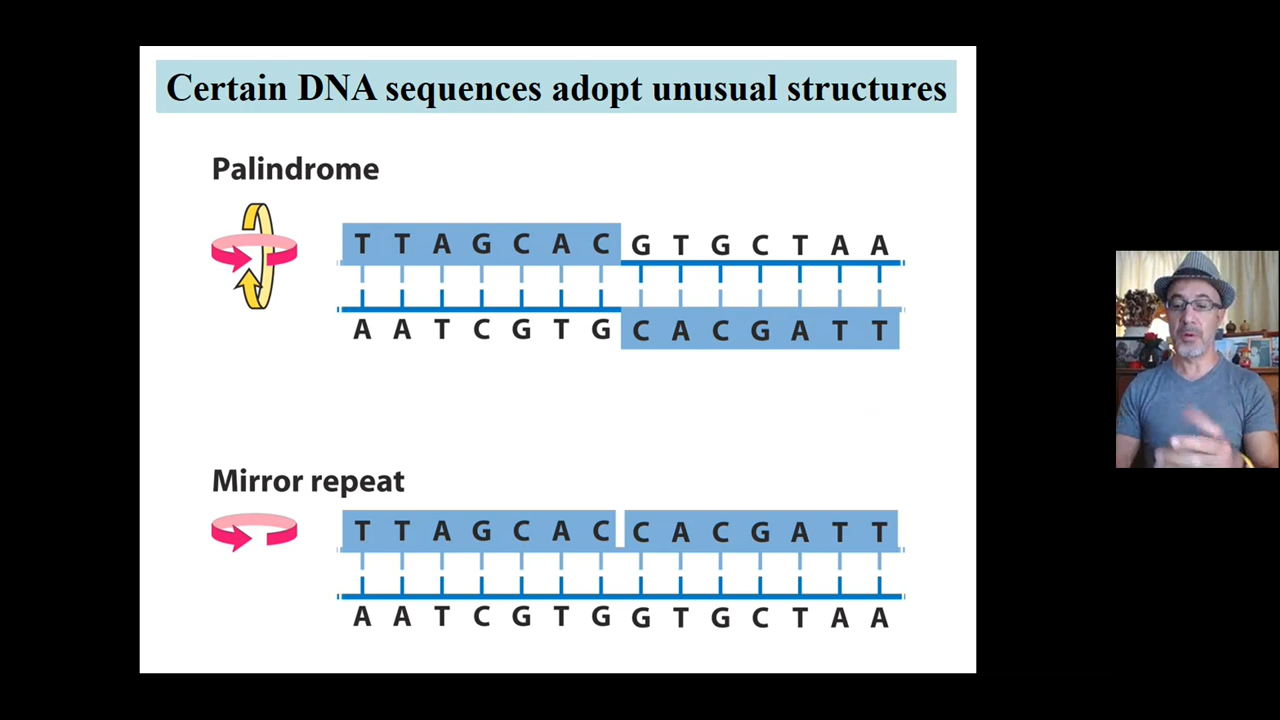 Certain DNA sequences adopt unusual structures
Palindrome
T T A G C A C G T G C T A A
A A T C G T G C A C G A T T
Mirror repeat
T T A G C A C C A C G A T T
A A T C G T G G T G C T A A